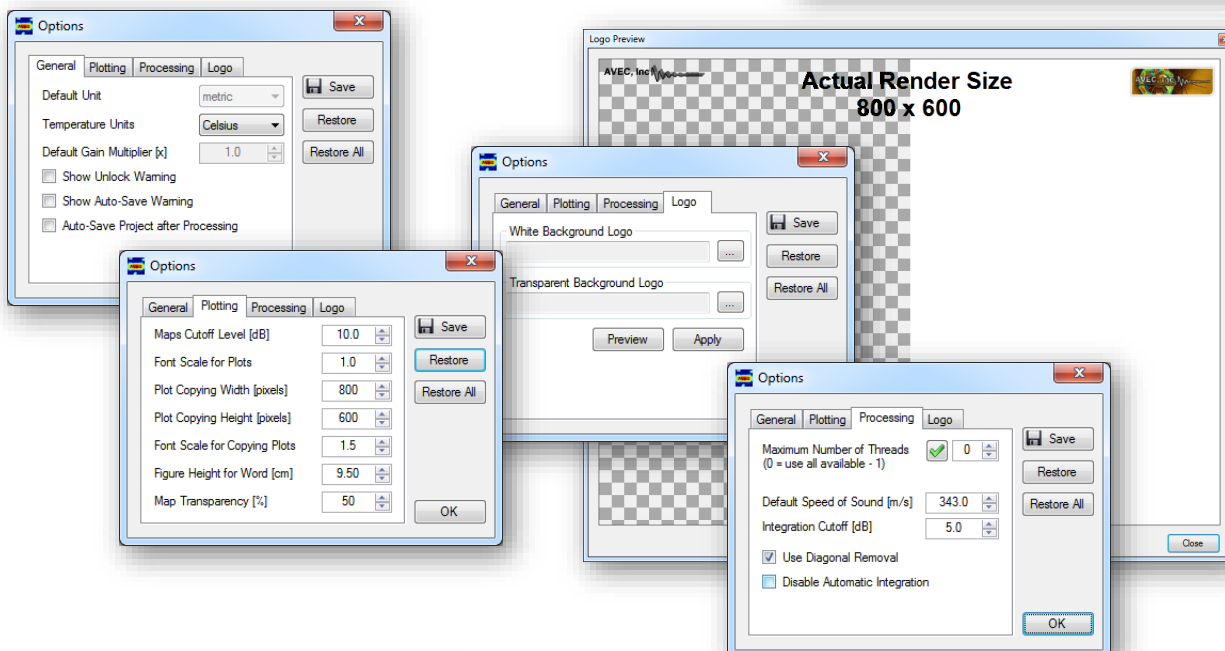 Options
General Plotting Processing Logo
Default Unit metric
Temperature Units Celsius
Default Gain Multiplier [x] 1.0
Show Unlock Warning
Show Auto-Save Warning
Auto-Save Project after Processing
Save
Restore
Restore All
Options
General Plotting Processing Logo
Maps Cutoff Level [dB] 10.0
Font Scale for Plots 1.0
Plot Copying Width [pixels] 800
Plot Copying Height [pixels] 600
Font Scale for Copying Plots 1.5
Figure Height for Word [cm] 9.50
Map Transparency [%] 50
Save
Restore
Restore All
OK
Logo Preview
AVEC, Inc
Actual Render Size
800 x 600
AVEC, Inc
Close
Options
General Plotting Processing Logo
White Background Logo
...
Transparent Background Logo
...
Preview Apply
Save
Restore
Restore All
Options
General Plotting Processing Logo
Maximum Number of Threads
(0 = use all available - 1)
0
Default Speed of Sound [m/s] 343.0
Integration Cutoff [dB] 5.0
Use Diagonal Removal
Disable Automatic Integration
Save
Restore
Restore All
OK